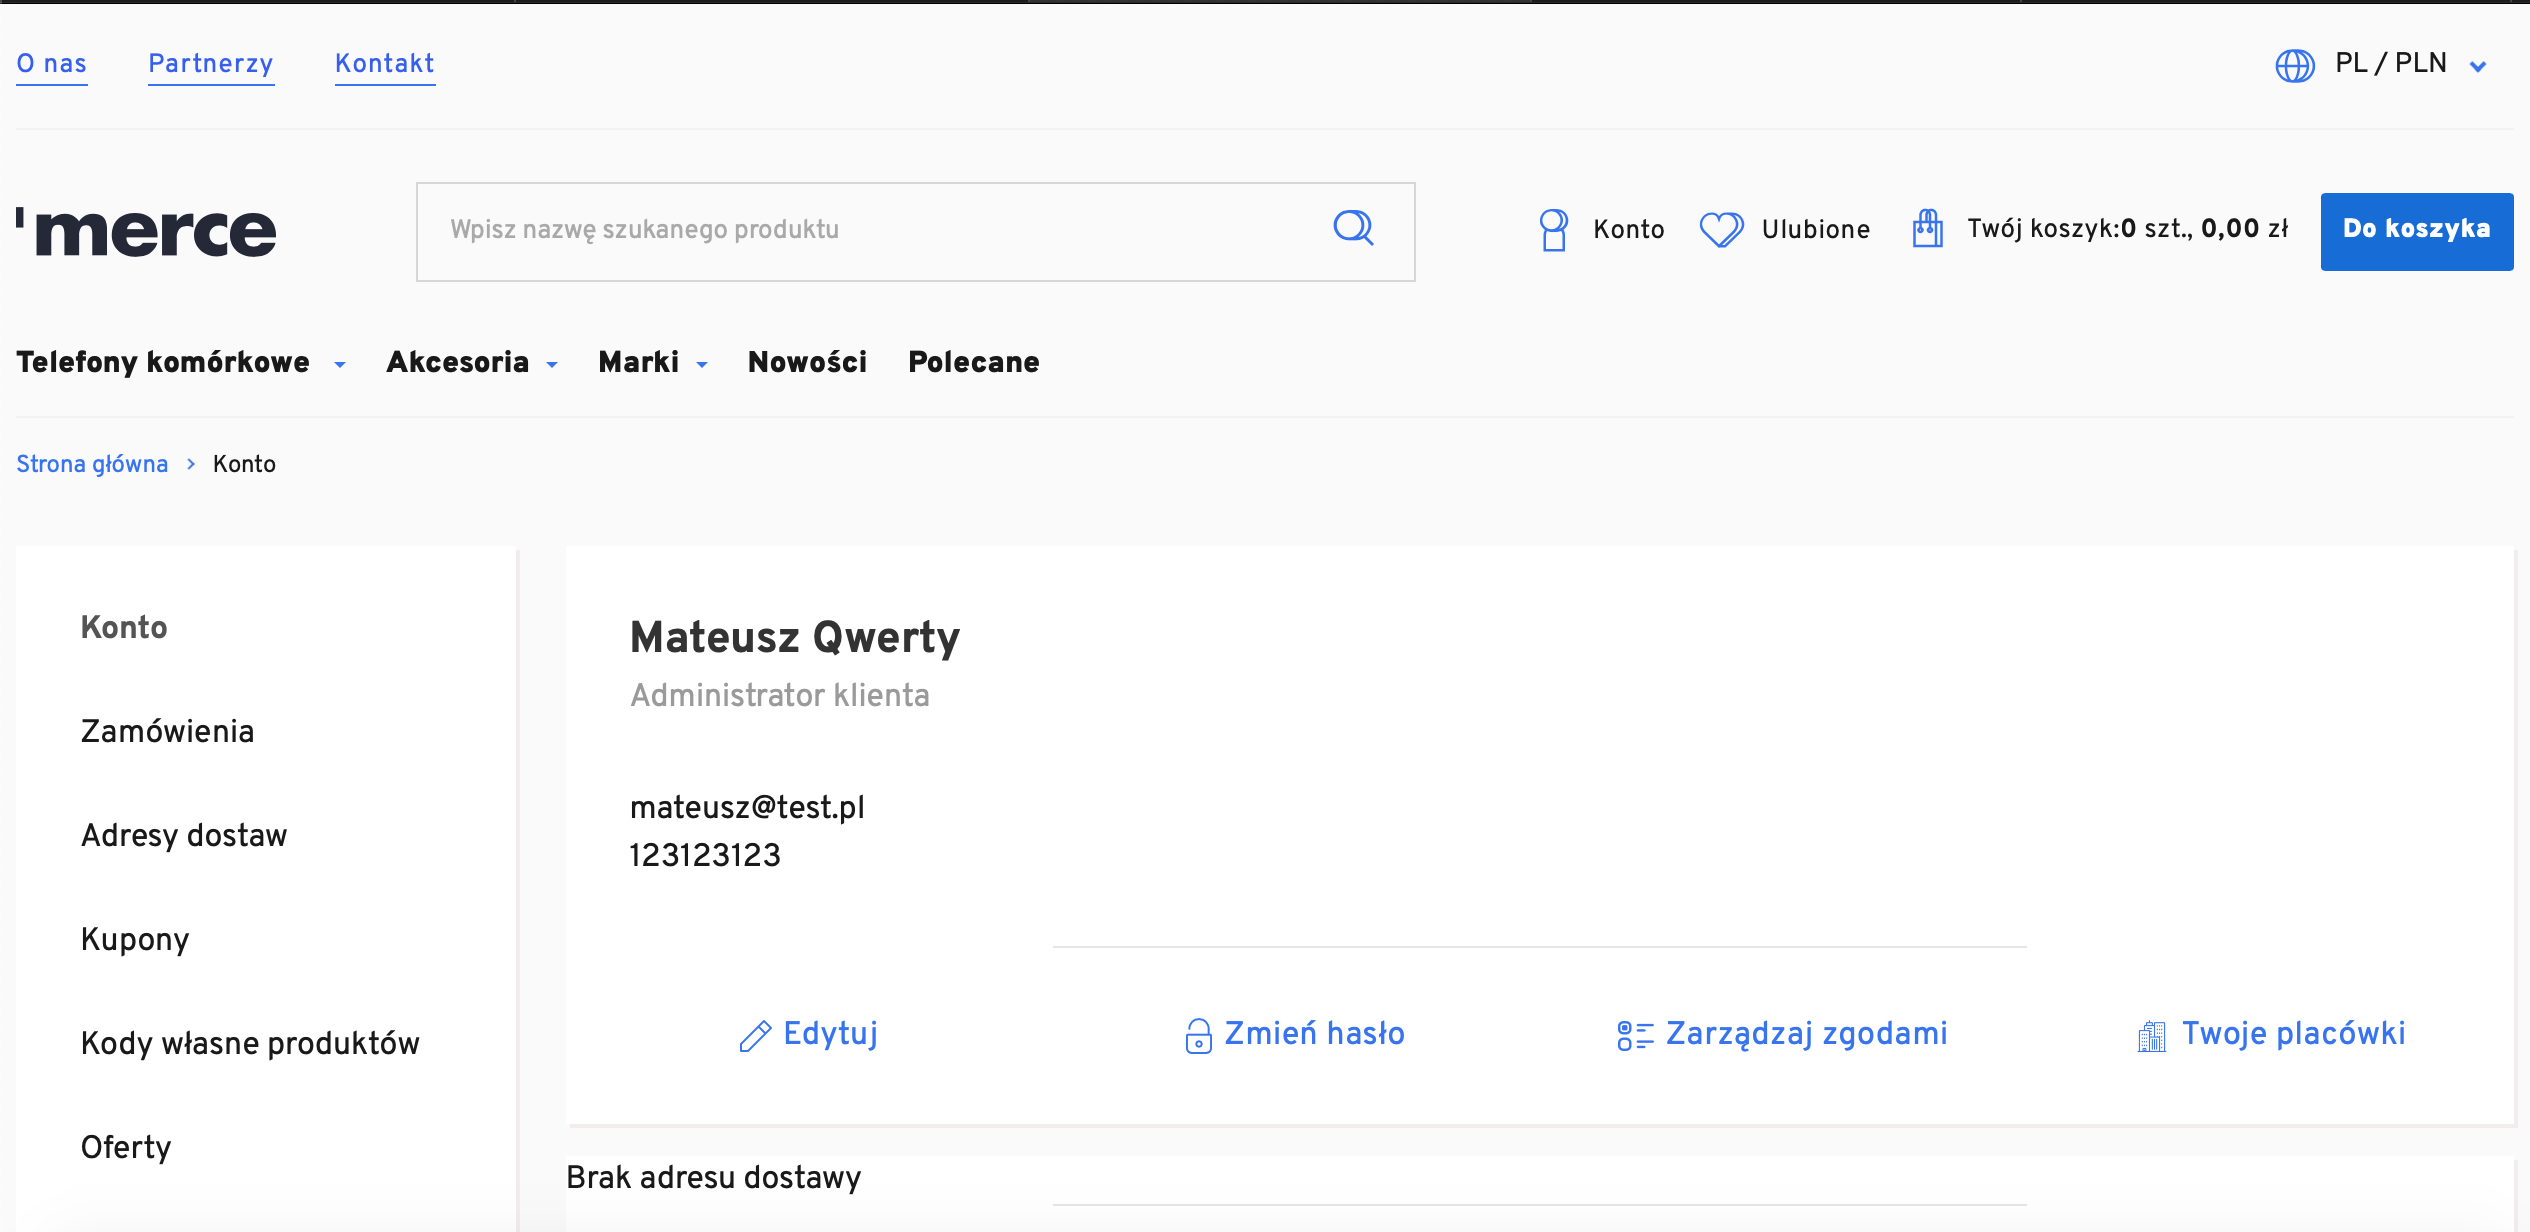 O nas Partnerzy Kontakt PL / PLN
'merce Wpisz nazwę szukanego produktu Konto Ulubione Twój koszyk:0 szt., 0,00 zł Do koszyka
Telefony komórkowe Akcesoria Marki Nowości Polecane
Strona główna > Konto
Konto
Zamówienia
Adresy dostaw
Kupony
Kody własne produktów
Oferty
Mateusz Qwerty
Administrator klienta
mateusz@test.pl
123123123
Edytuj Zmień hasło Zarządzaj zgodami Twoje placówki
Brak adresu dostawy